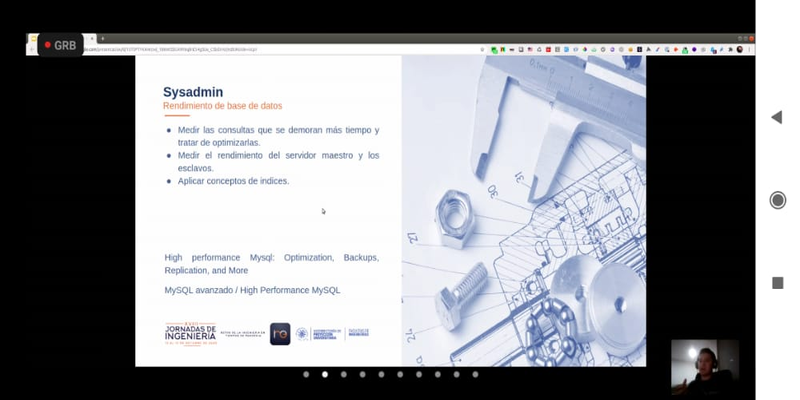 GRB
Sysadmin
Rendimiento de base de datos
Medir las consultas que se demoran más tiempo y
tratar de optimizarlas.
Medir el rendimiento del servidor maestro y los
esclavos.
Aplicar conceptos de indices.
High performance Mysql: Optimization, Backups,
Replication, and More
MySQL avanzado / High Performance MySQL
JORNADAS DE
INGENIERÍA